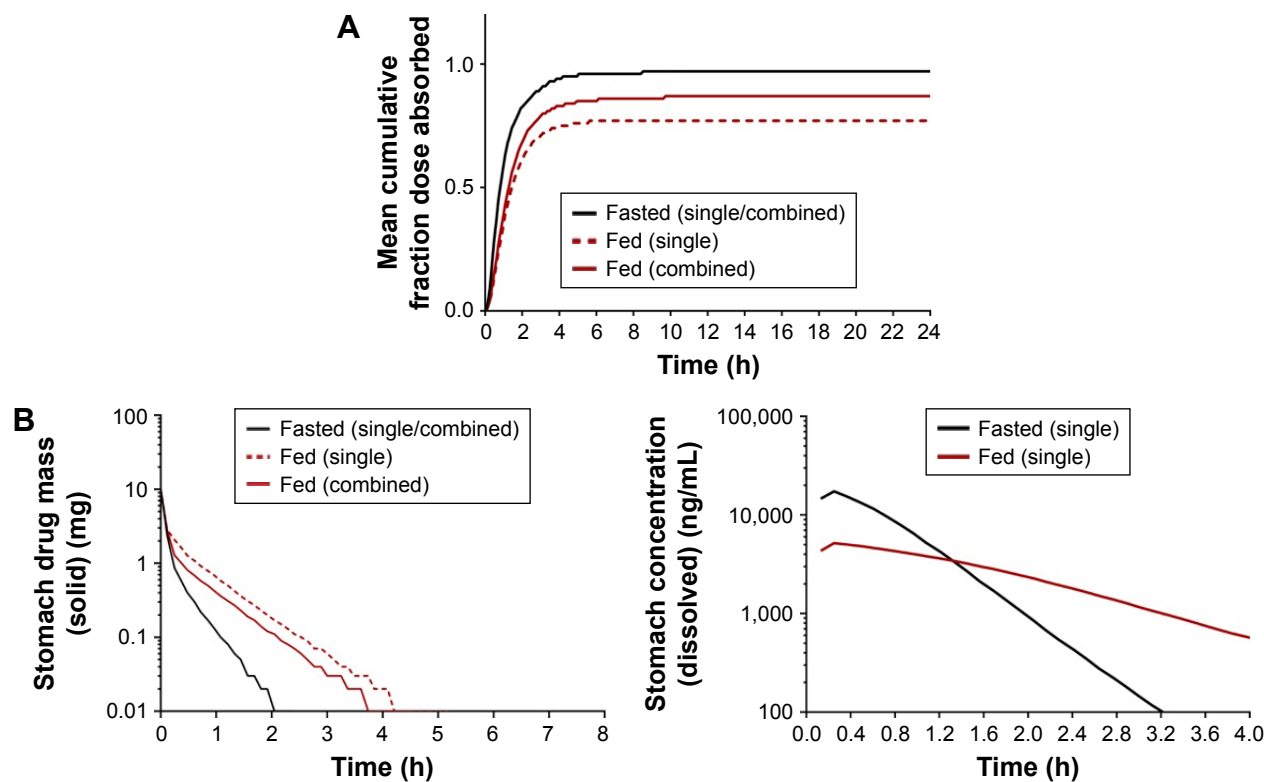 A
Mean cumulative
fraction dose absorbed
1.0
0.5
0.0
Fasted (single/combined)
Fed (single)
Fed (combined)
0 2 4 6 8 10 12 14 16 18 20 22 24
Time (h)
B
Stomach drug mass
(solid) (mg)
100
10
1
0.1
0.01
Fasted (single/combined)
Fed (single)
Fed (combined)
0 1 2 3 4 5 6 7 8
Time (h)
Stomach concentration
(dissolved) (ng/mL)
100,000
10,000
1,000
100
Fasted (single)
Fed (single)
0.0 0.4 0.8 1.2 1.6 2.0 2.4 2.8 3.2 3.6 4.0
Time (h)